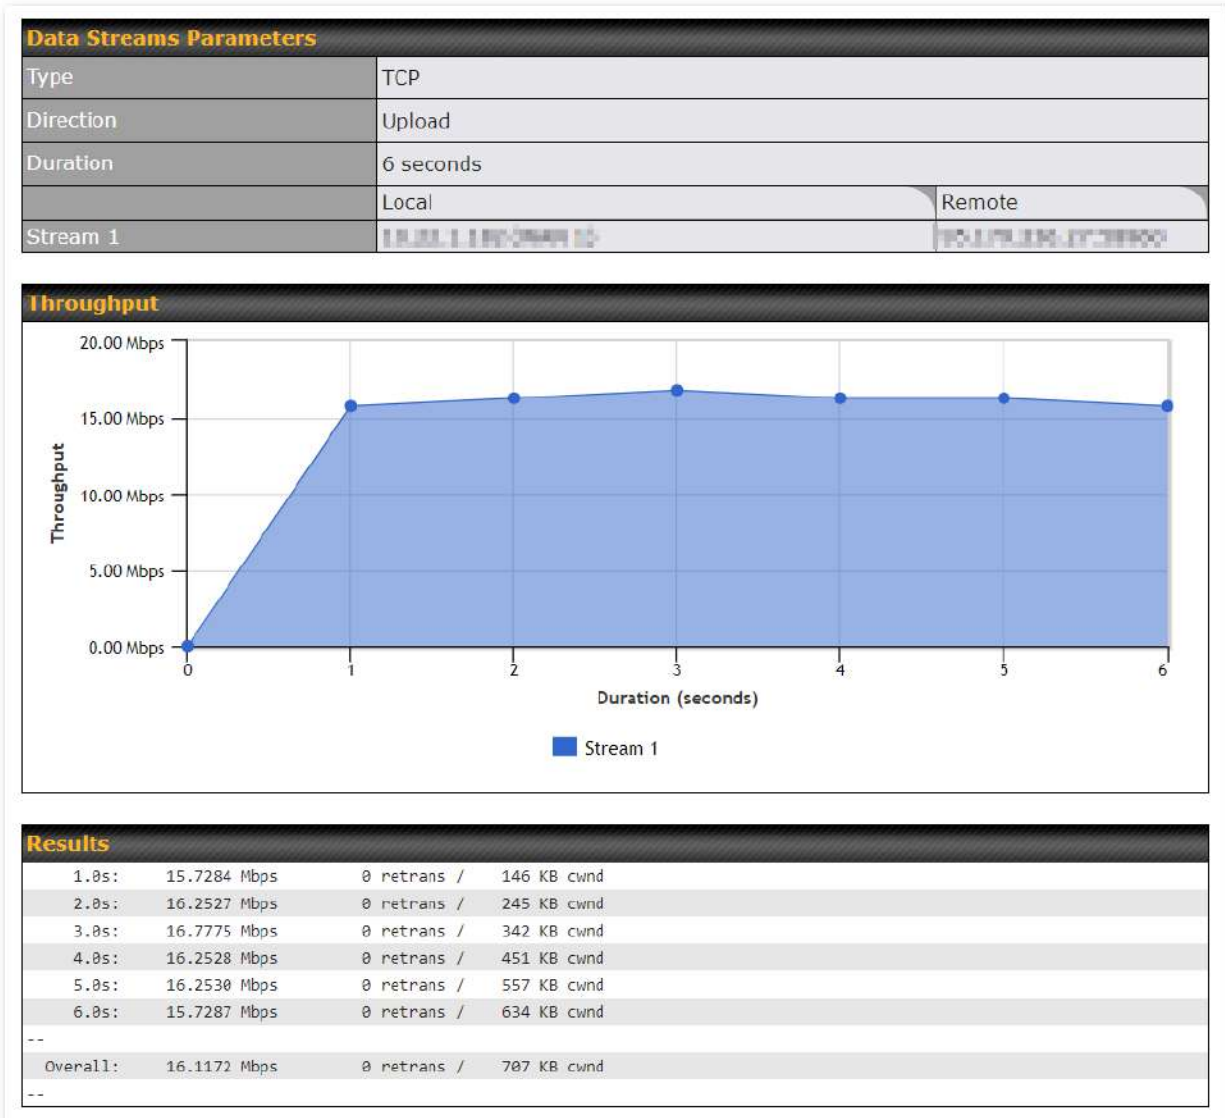 Data Streams Parameters
Type TCP
Direction Upload
Duration 6 seconds
Local Remote
Stream 1
Throughput
20.00 Mbps
15.00 Mbps
10.00 Mbps
5.00 Mbps
0.00 Mbps
Throughput
0 1 2 3 4 5 6
Duration (seconds)
Stream 1
Results
1.0s: 15.7284 Mbps 0 retrans / 146 KB cwnd
2.0s: 16.2527 Mbps 0 retrans / 245 KB cwnd
3.0s: 16.7775 Mbps 0 retrans / 342 KB cwnd
4.0s: 16.2528 Mbps 0 retrans / 451 KB cwnd
5.0s: 16.2530 Mbps 0 retrans / 557 KB cwnd
6.0s: 15.7287 Mbps 0 retrans / 634 KB cwnd
--
Overall: 16.1172 Mbps 0 retrans / 707 KB cwnd
--